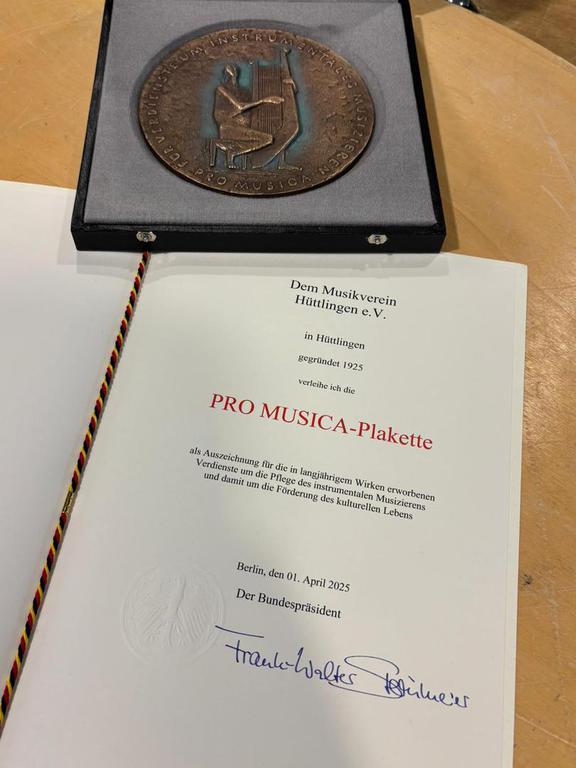 FÜR VERDIENSTE UM INSTRUMENTALES MUSIZIEREN
PRO MUSICA
Dem Musikverein
Hüttlingen e.V.
in Hüttlingen
gegründet 1925
verleihe ich die
PRO MUSICA-Plakette
als Auszeichnung für die in langjährigem Wirken erworbenen
Verdienste um die Pflege des instrumentalen Musizierens
und damit um die Förderung des kulturellen Lebens
Berlin, den 01. April 2025
Der Bundespräsident
Frank-Walter Steinmeier